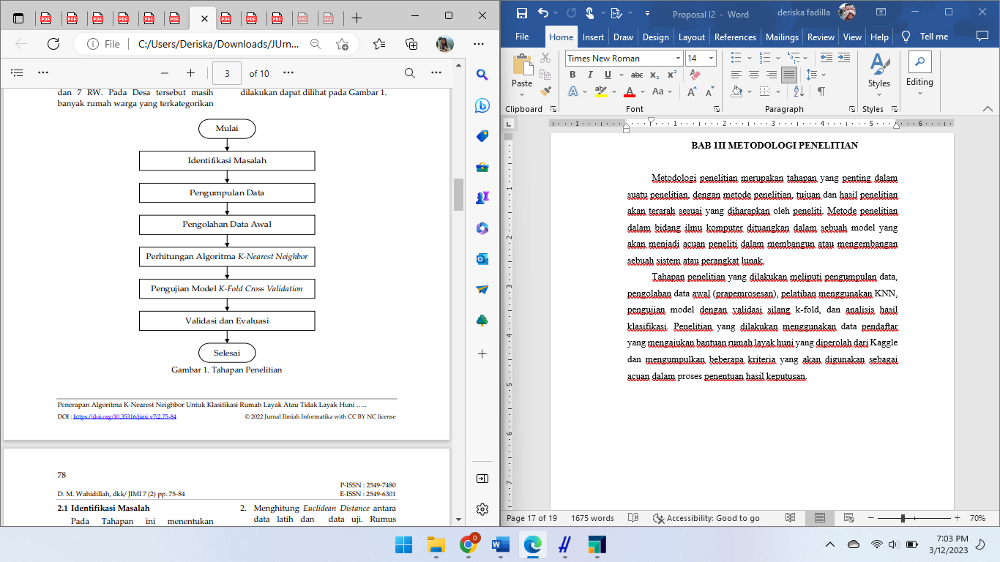 File
C:/Users/Deriska/Downloads/JUrn...
3
of 10
dan 7 RW. Pada Desa tersebut masih
banyak rumah warga yang terkategorikan
dilakukan dapat dilihat pada Gambar 1.
Mulai
Identifikasi Masalah
Pengumpulan Data
Pengolahan Data Awal
Perhitungan Algoritma K-Nearest Neighbor
Pengujian Model K-Fold Cross Validation
Validasi dan Evaluasi
Selesai
Gambar 1. Tahapan Penelitian
Penerapan Algoritma K-Nearest Neighbor Untuk Klasifikasi Rumah Layak Atau Tidak Layak Huni …..
DOI : https://doi.org/10.35316/jimi.v7i2.75-84
© 2022 Jurnal Ilmiah Informatika with CC BY NC license
78
P-ISSN : 2549-7480
D. M. Wahidillah, dkk/ JIMI 7 (2) pp. 75-84
E-ISSN : 2549-6301
2.1 Identifikasi Masalah
Pada Tahapan ini menentukan
2. Menghitung Euclidean Distance antara
data latih dan data uji. Rumus
Proposal I2 - Word
deriska fadilla
File Home Insert Draw Design Layout References Mailings Review View Help Tell me
Paste
Clipboard
Times New Roman
14
Font
Paragraph
Styles
Styles
Editing
BAB 1II METODOLOGI PENELITIAN
Metodologi penelitian merupakan tahapan yang penting dalam
suatu penelitian, dengan metode penelitian, tujuan dan hasil penelitian
akan terarah sesuai yang diharapkan oleh peneliti. Metode penelitian
dalam bidang ilmu komputer dituangkan dalam sebuah model yang
akan menjadi acuan peneliti dalam membangun atau mengembangan
sebuah sistem atau perangkat lunak.
Tahapan penelitian yang dilakukan meliputi pengumpulan data,
pengolahan data awal (prapemrosesan), pelatihan menggunakan KNN,
pengujian model dengan validasi silang k-fold, dan analisis hasil
klasifikasi. Penelitian yang dilakukan menggunakan data pendaftar
yang mengajukan bantuan rumah layak huni yang diperolah dari Kaggle
dan mengumpulkan beberapa kriteria yang akan digunakan sebagai
acuan dalam proses penentuan hasil keputusan.
Page 17 of 19
1675 words
Accessibility: Good to go
70%
7:03 PM
3/12/2023